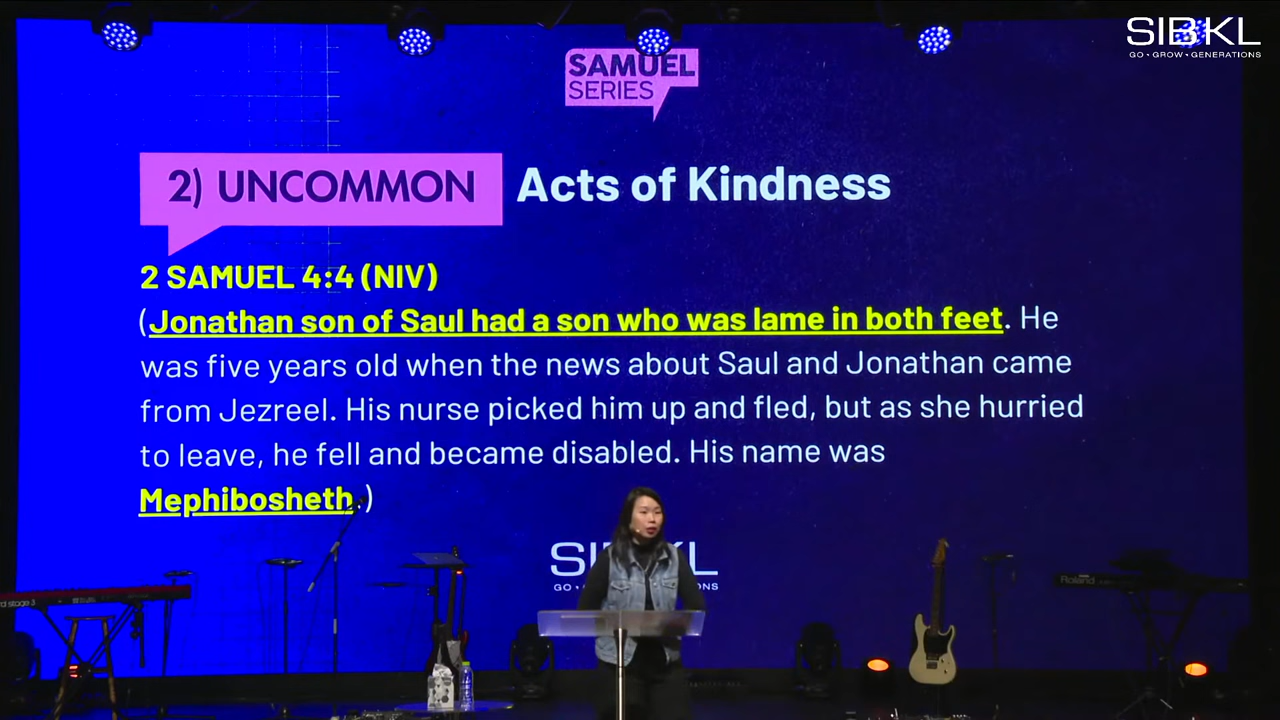 SIBKL
GO • GROW • GENERATIONS
SAMUEL
SERIES
2) UNCOMMON Acts of Kindness
2 SAMUEL 4:4 (NIV)
(Jonathan son of Saul had a son who was lame in both feet. He
was five years old when the news about Saul and Jonathan came
from Jezreel. His nurse picked him up and fled, but as she hurried
to leave, he fell and became disabled. His name was
Mephibosheth.)
GO
stage 3
Roland